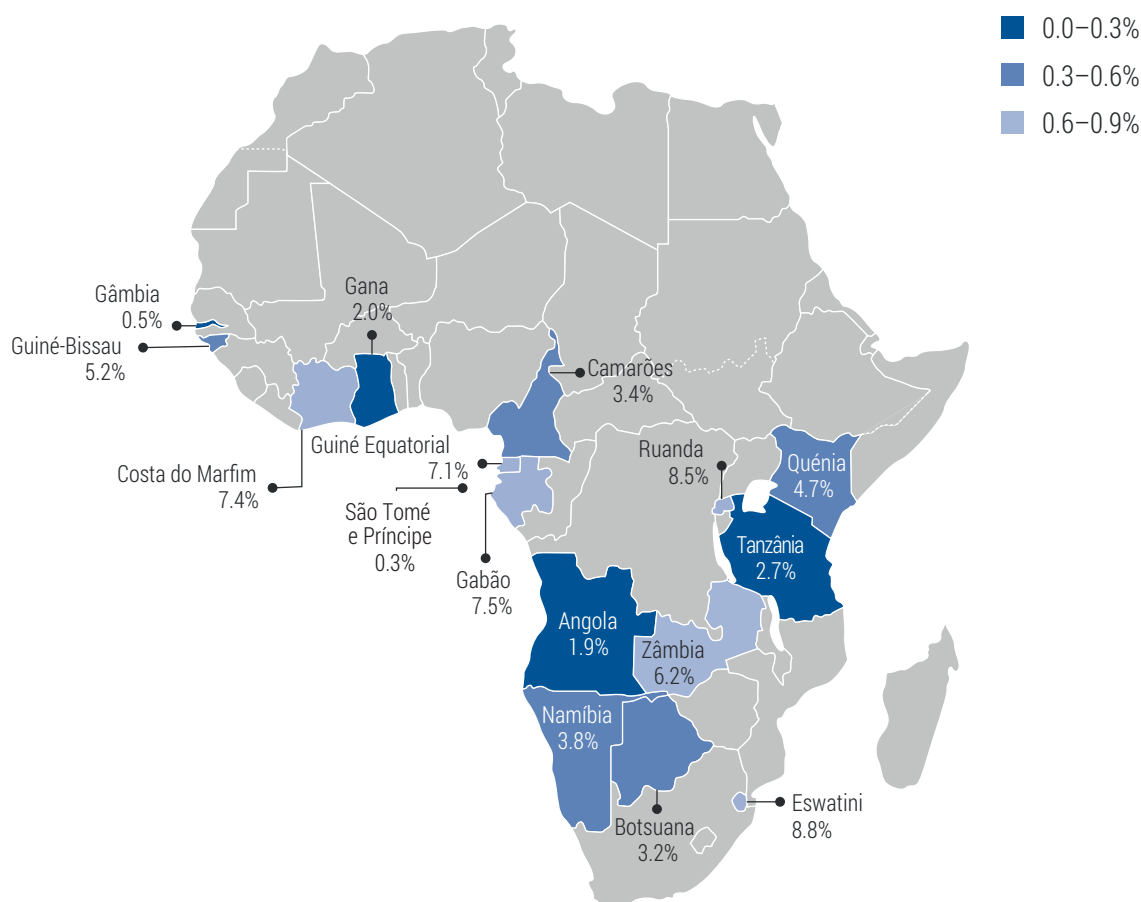 0.0–0.3%
0.3–0.6%
0.6–0.9%
Gâmbia
0.5%
Gana
2.0%
Guiné-Bissau
5.2%
Camarões
3.4%
Guiné Equatorial
7.1%
Costa do Marfim
7.4%
Ruanda
8.5%
Quénia
4.7%
São Tomé
e Príncipe
0.3%
Gabão
7.5%
Tanzânia
2.7%
Angola
1.9%
Zâmbia
6.2%
Namíbia
3.8%
Botsuana
3.2%
Eswatini
8.8%